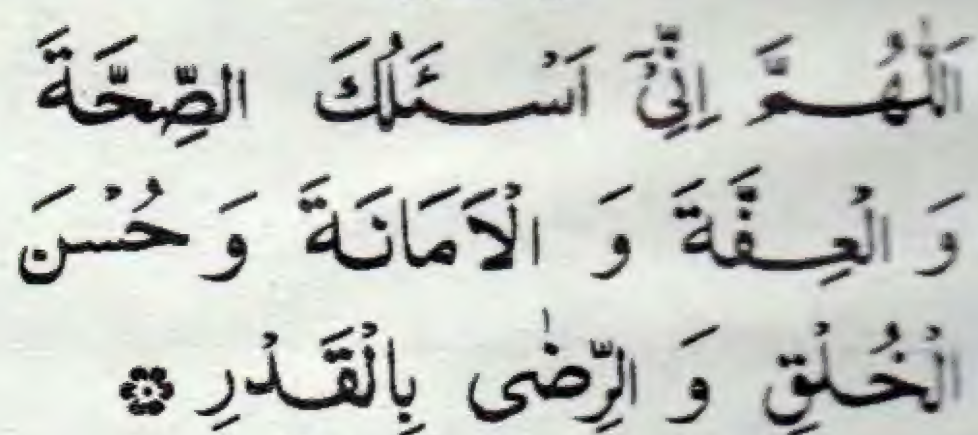 اَللّٰهُمَّ اِنِّيْٓ اَسْئَلُكَ الصِّحَّةَ
وَ الْعِفَّةَ وَ الْاَمَانَةَ وَ حُسْنَ
الْخُلْقِ وَ الرِّضٰى بِالْقَدْرِ